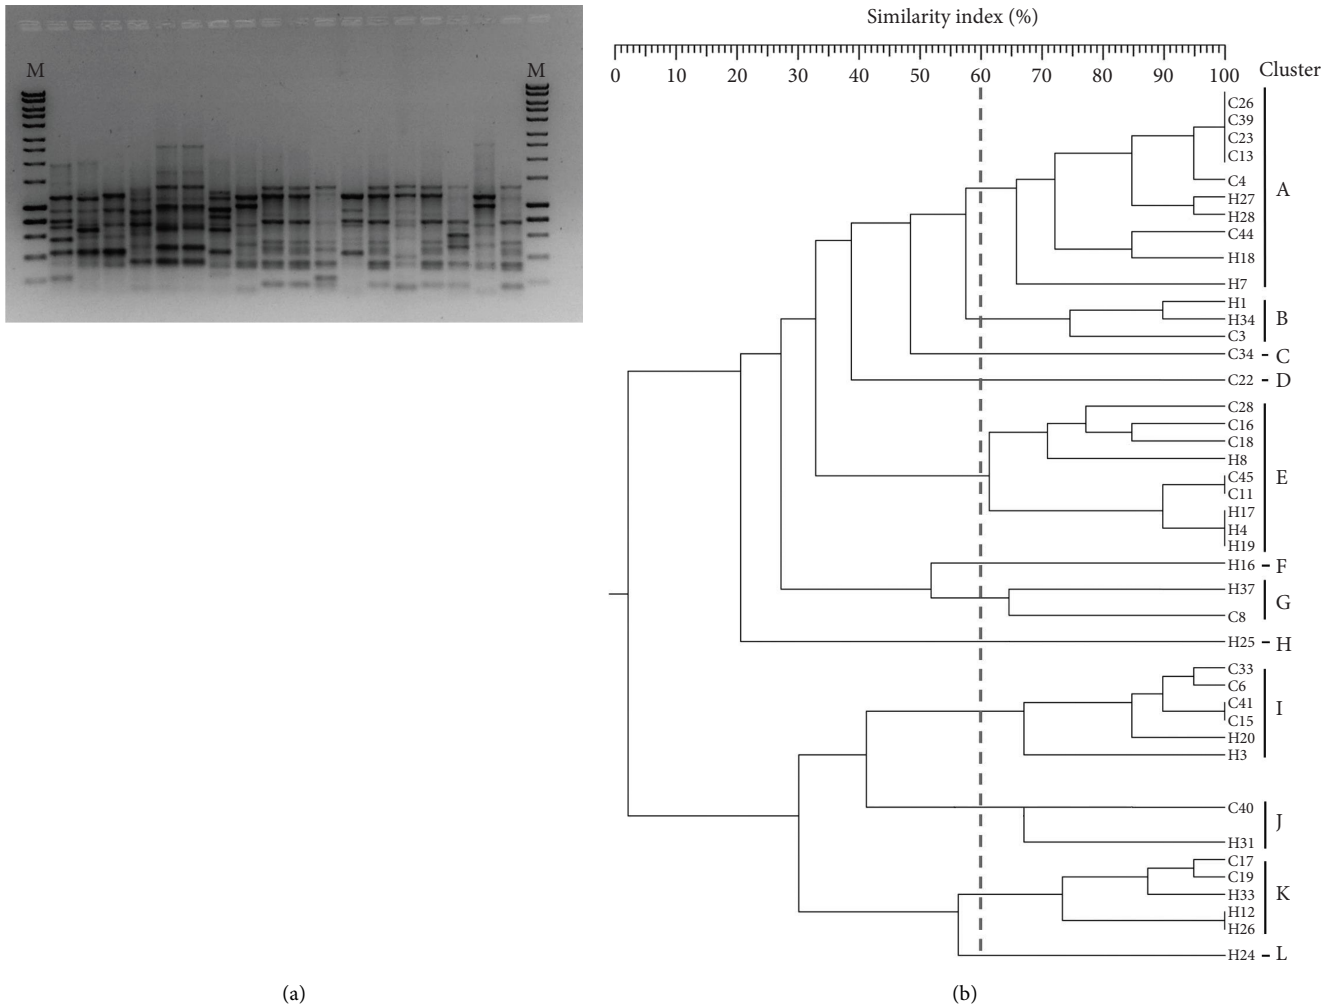 M
M
(a)
Similarity index (%)
0 10 20 30 40 50 60 70 80 90 100
Cluster
C26
C39
C23
C13
C4
A
H27
H28
C44
H18
H7
H1
H34
B
C3
C34
C
C22
D
C28
C16
C18
H8
C45
E
C11
H17
H4
H19
H16
F
H37
G
C8
H25
H
C33
C6
C41
I
C15
H20
H3
C40
J
H31
C17
C19
H33
K
H12
H26
H24
L
(b)